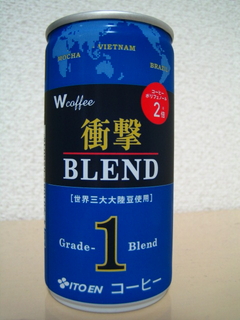 VIETNAM
MOCHA
BRAZIL
W coffee
コーヒー
ポリフェノール
2倍
衝撃
BLEND
[世界三大大陸豆使用]
Grade-1 Blend
ITOEN コーヒー